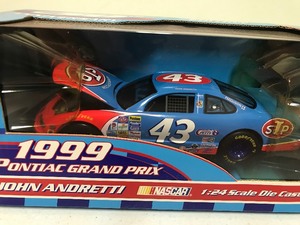 STP
43
43
STP
1999
PONTIAC GRAND PRIX
JOHN ANDRETTI
NASCAR
1:24 Scale Die Cast